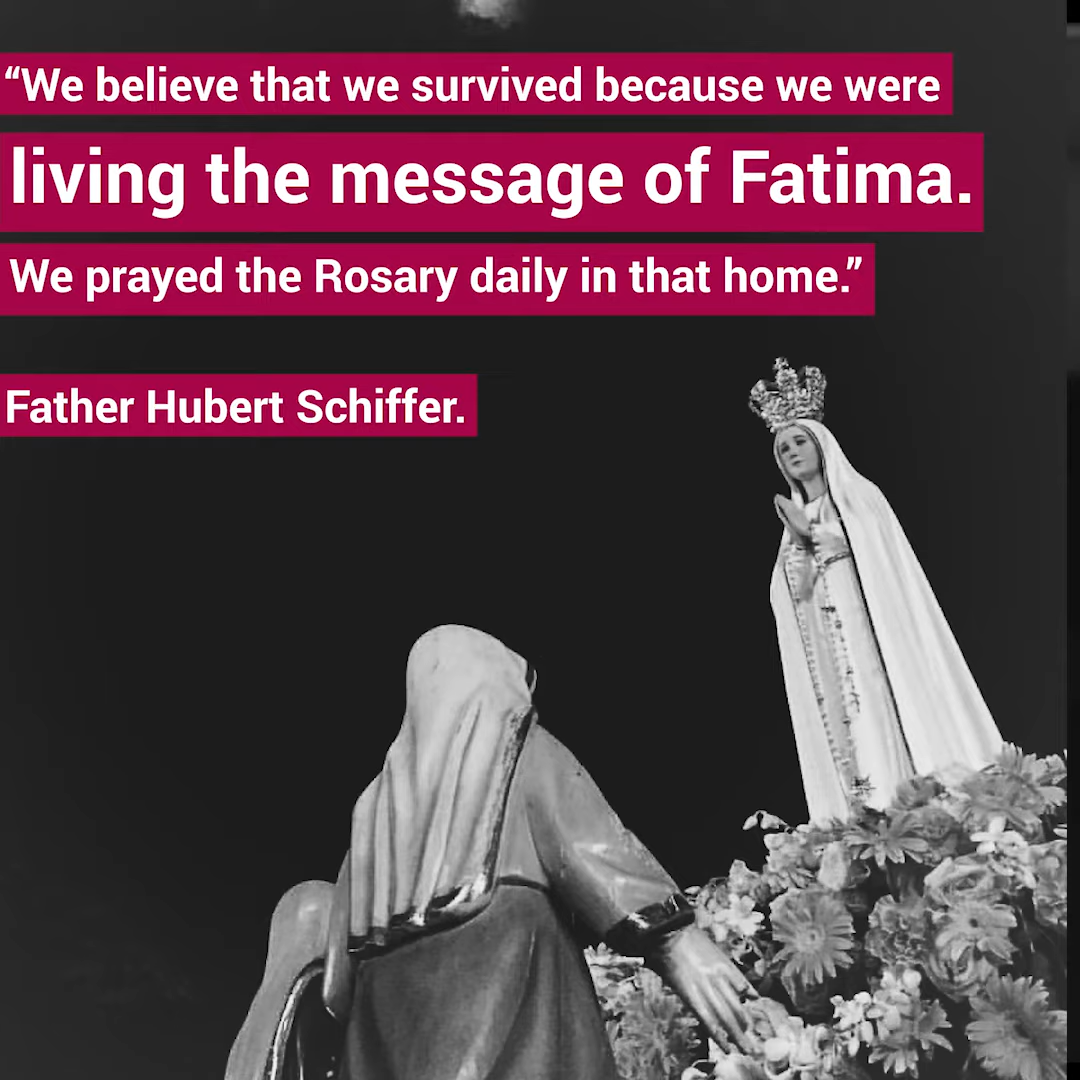 “We believe that we survived because we were
living the message of Fatima.
We prayed the Rosary daily in that home.”
Father Hubert Schiffer.